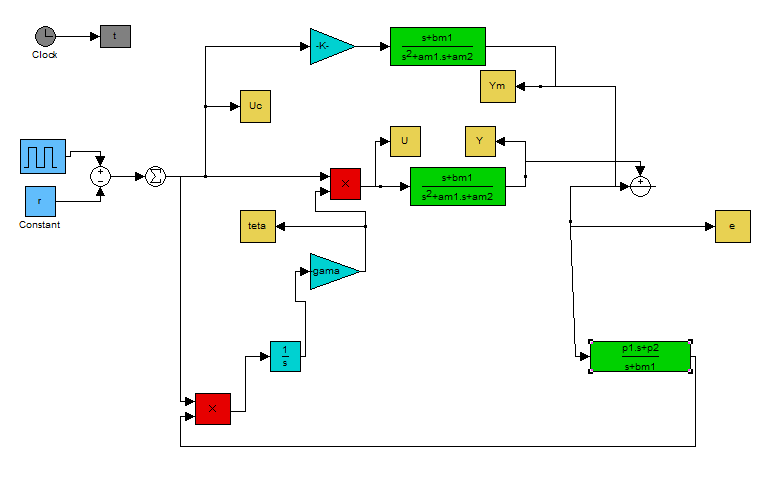 Clock
t
-K-
s+bm1
s2+am1.s+am2
Ym
Uc
U
Y
+
−
Σ
r
Constant
X
s+bm1
s2+am1.s+am2
+
−
teta
e
gama
1
s
p1.s+p2
s+bm1
X